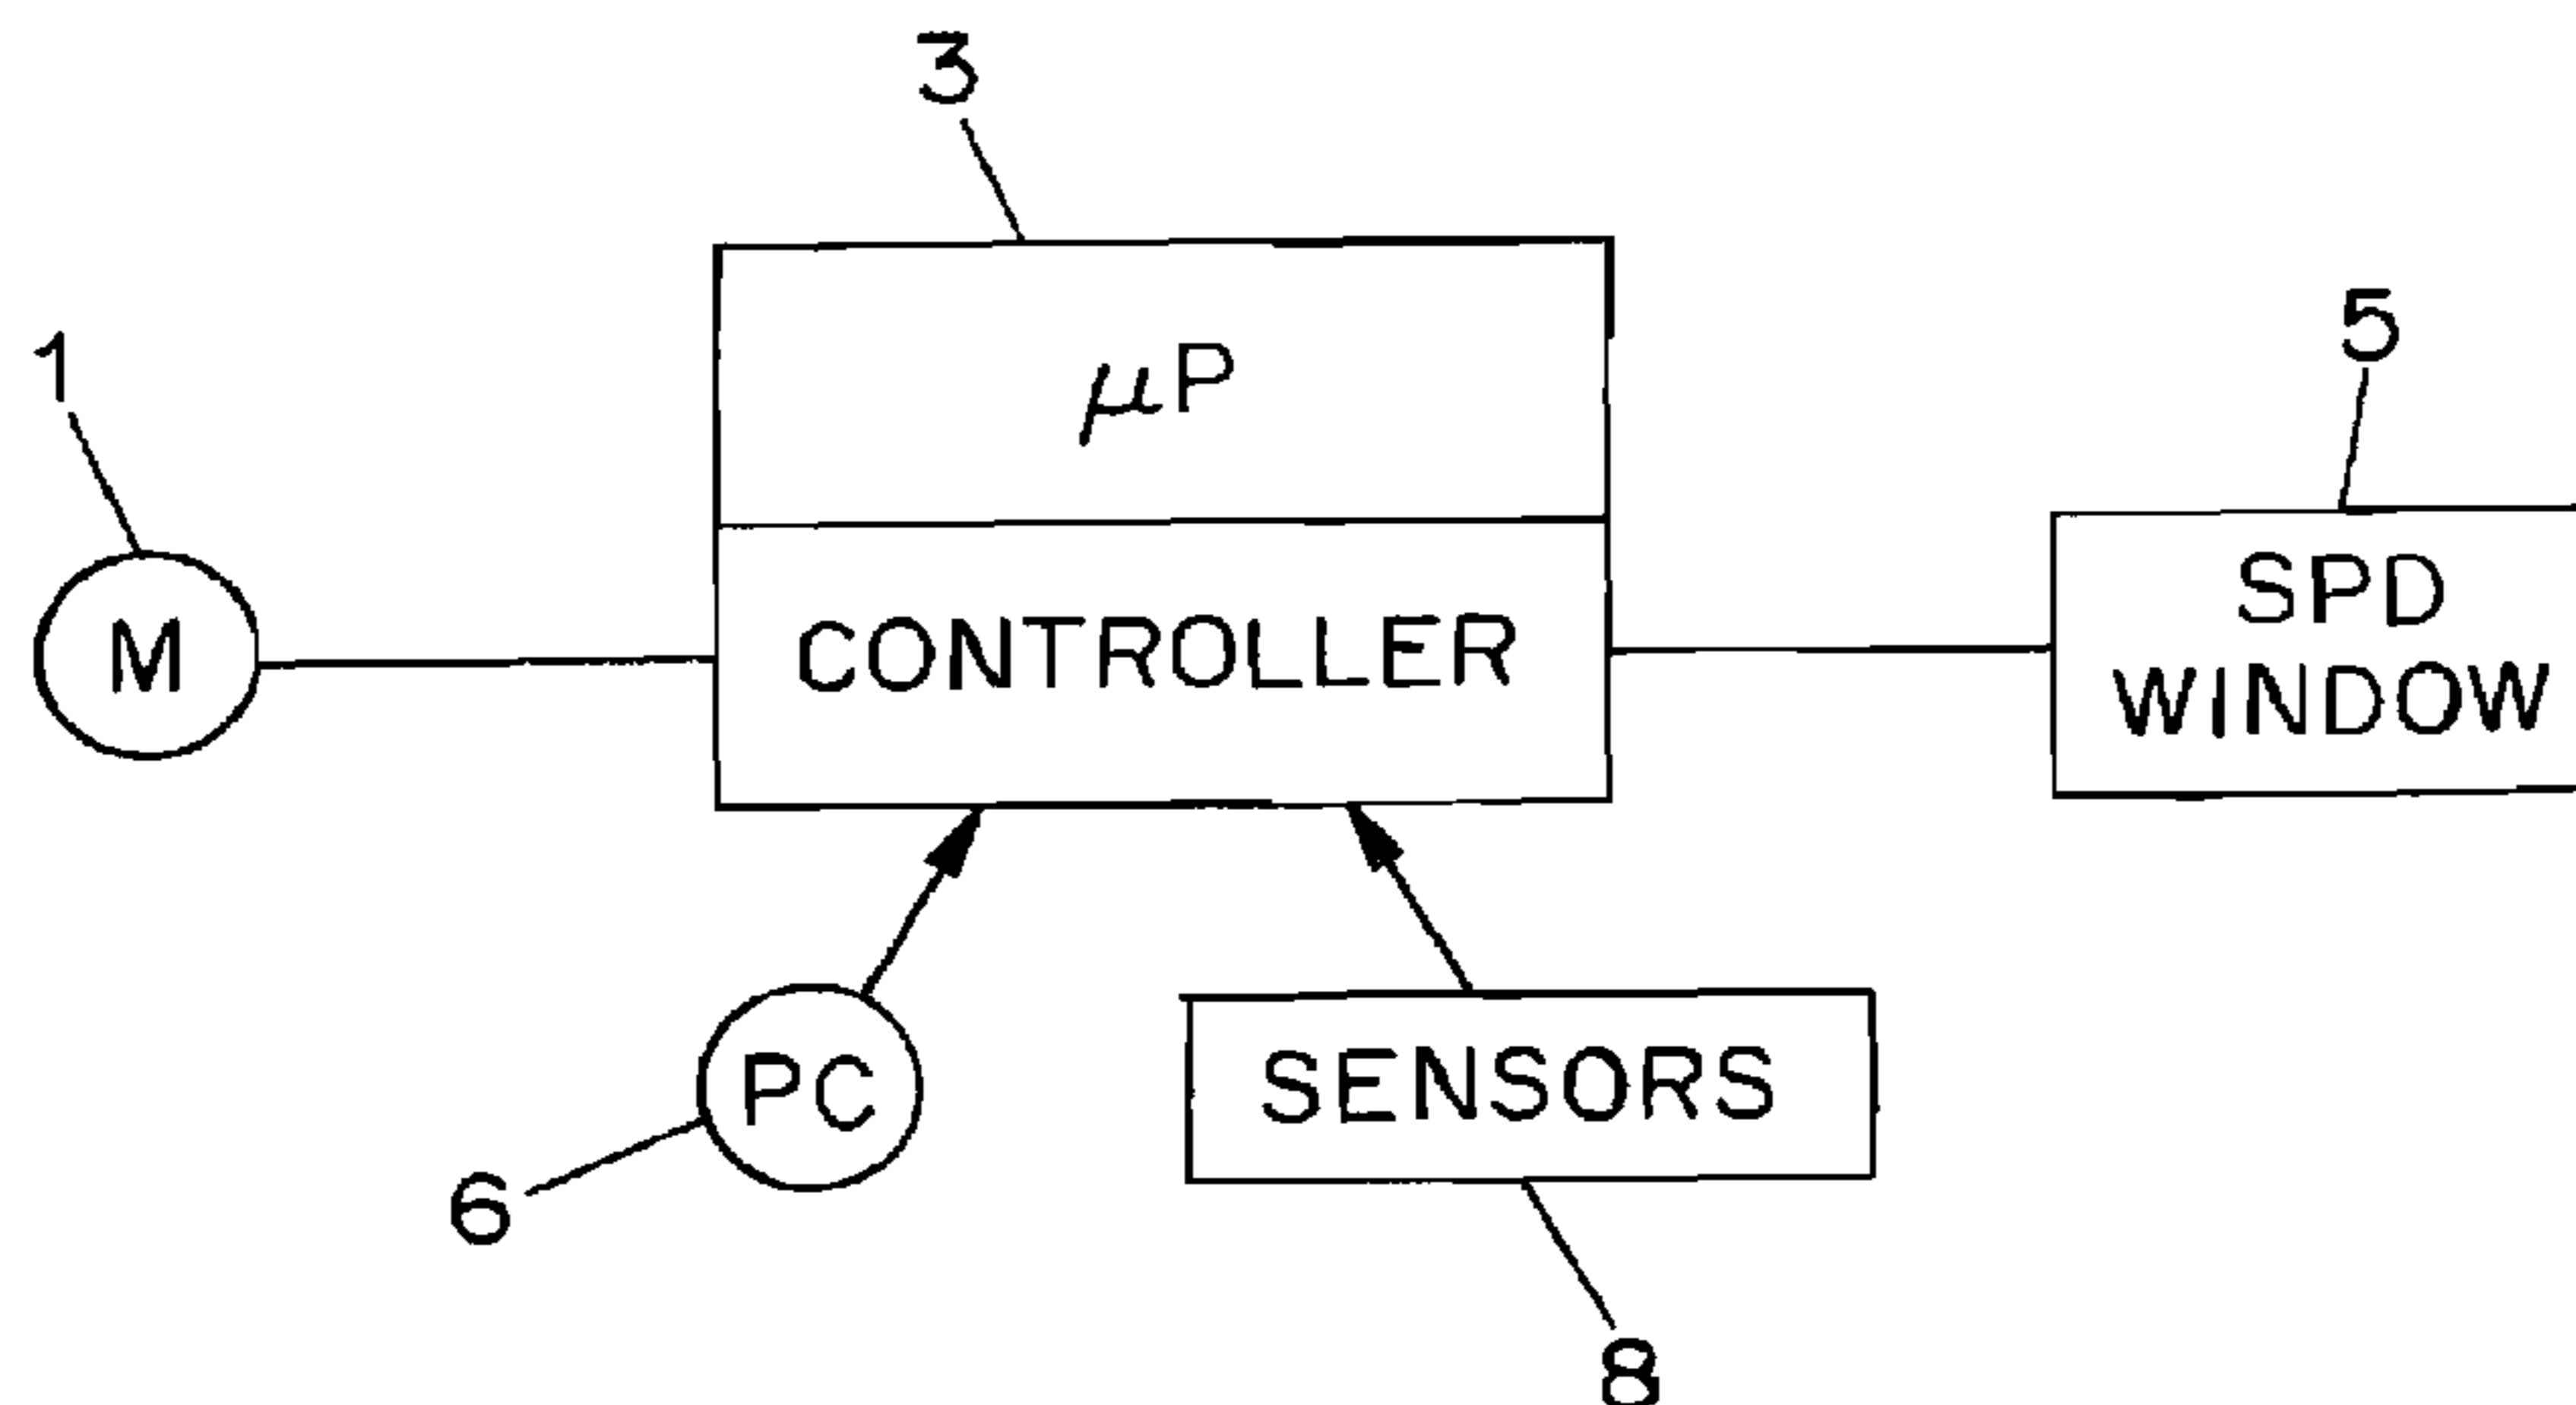 3
μP
1
5
M
CONTROLLER
SPD
WINDOW
PC
SENSORS
6
8